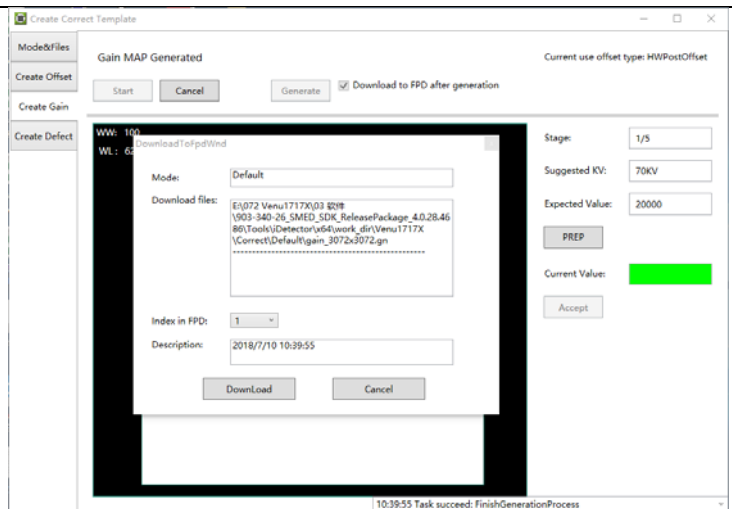 Create Correct Template
Mode&Files
Create Offset
Create Gain
Create Defect
Gain MAP Generated
Current use offset type: HWPostOffset
Start
Cancel
Generate
Download to FPD after generation
WW: 100
WL: 62
DownloadToFpdWnd
Mode:
Default
Download files:
E:\072 Venu1717X\03 软件
\903-340-26_SMED_SDK_ReleasePackage_4.0.28.46
86\Tools\iDetector\x64\work_dir\Venu1717X
\Correct\Default\gain_3072x3072.gn
--------------------------------------------------
Index in FPD:
1
Description:
2018/7/10 10:39:55
DownLoad
Cancel
Stage:
1/5
Suggested KV:
70KV
Expected Value:
20000
PREP
Current Value:
Accept
10:39:55 Task succeed: FinishGenerationProcess